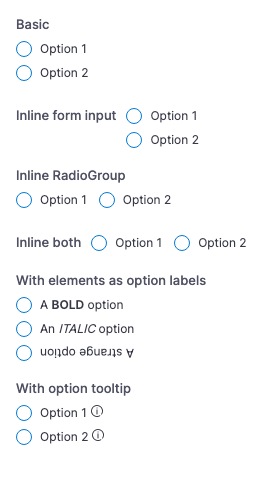 Basic
Option 1
Option 2
Inline form input Option 1
Option 2
Inline RadioGroup
Option 1 Option 2
Inline both Option 1 Option 2
With elements as option labels
A BOLD option
An ITALIC option
A strange option
With option tooltip
Option 1
Option 2